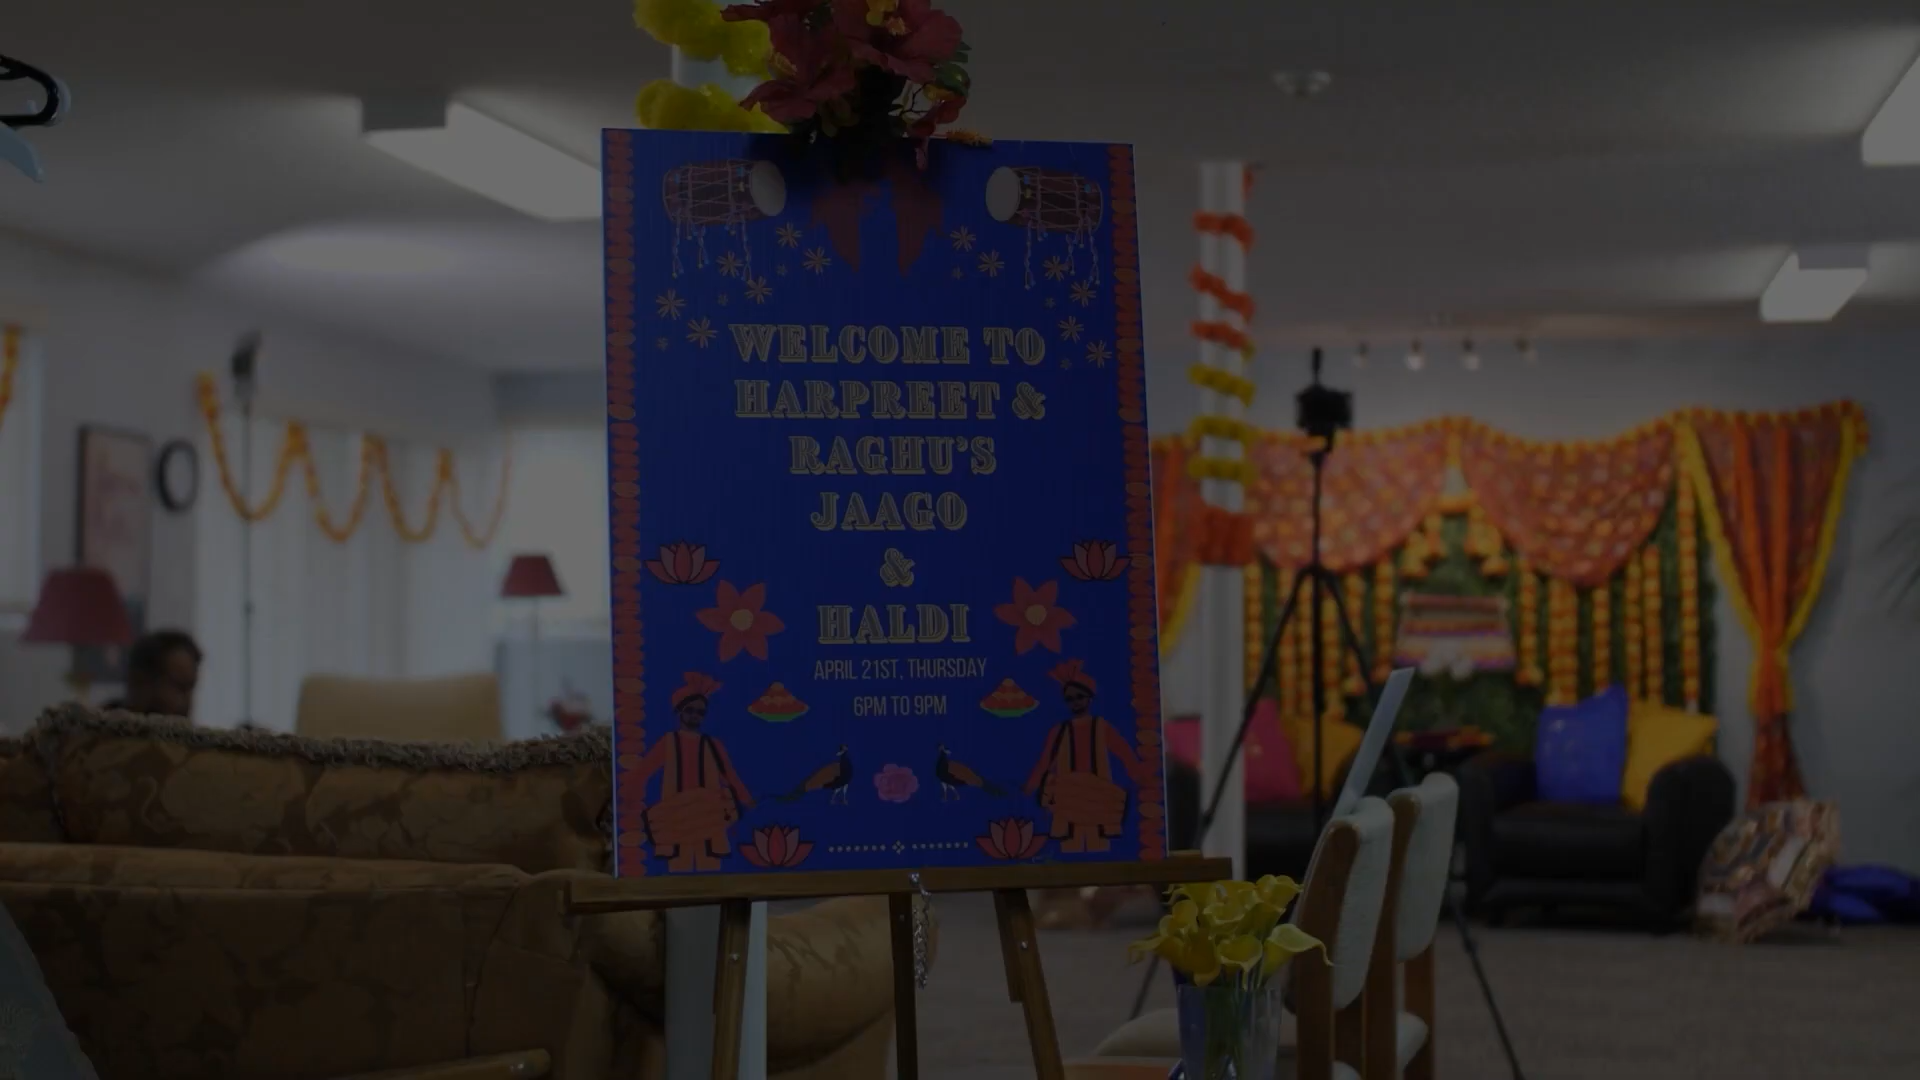 WELCOME TO
HARPREET &
RAGHU'S
JAAGO
&
HALDI
APRIL 21ST, THURSDAY
6PM TO 9PM